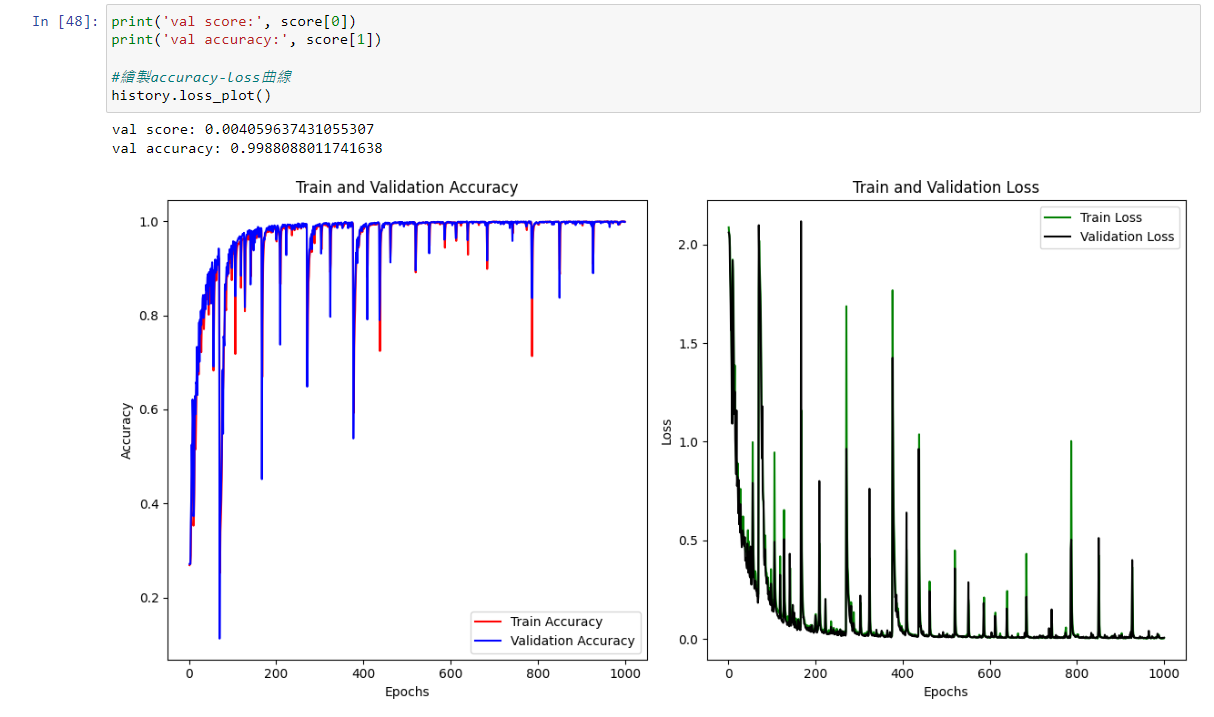 In [48]: print('val score:', score[0])
print('val accuracy:', score[1])
#繪製accuracy-loss曲線
history.loss_plot()
val score: 0.004059637431055307
val accuracy: 0.9988088011741638
Train and Validation Accuracy
1.0
0.8
0.6
0.4
0.2
Accuracy
Train Accuracy
Validation Accuracy
0 200 400 600 800 1000
Epochs
Train and Validation Loss
2.0
1.5
1.0
0.5
0.0
Loss
Train Loss
Validation Loss
0 200 400 600 800 1000
Epochs